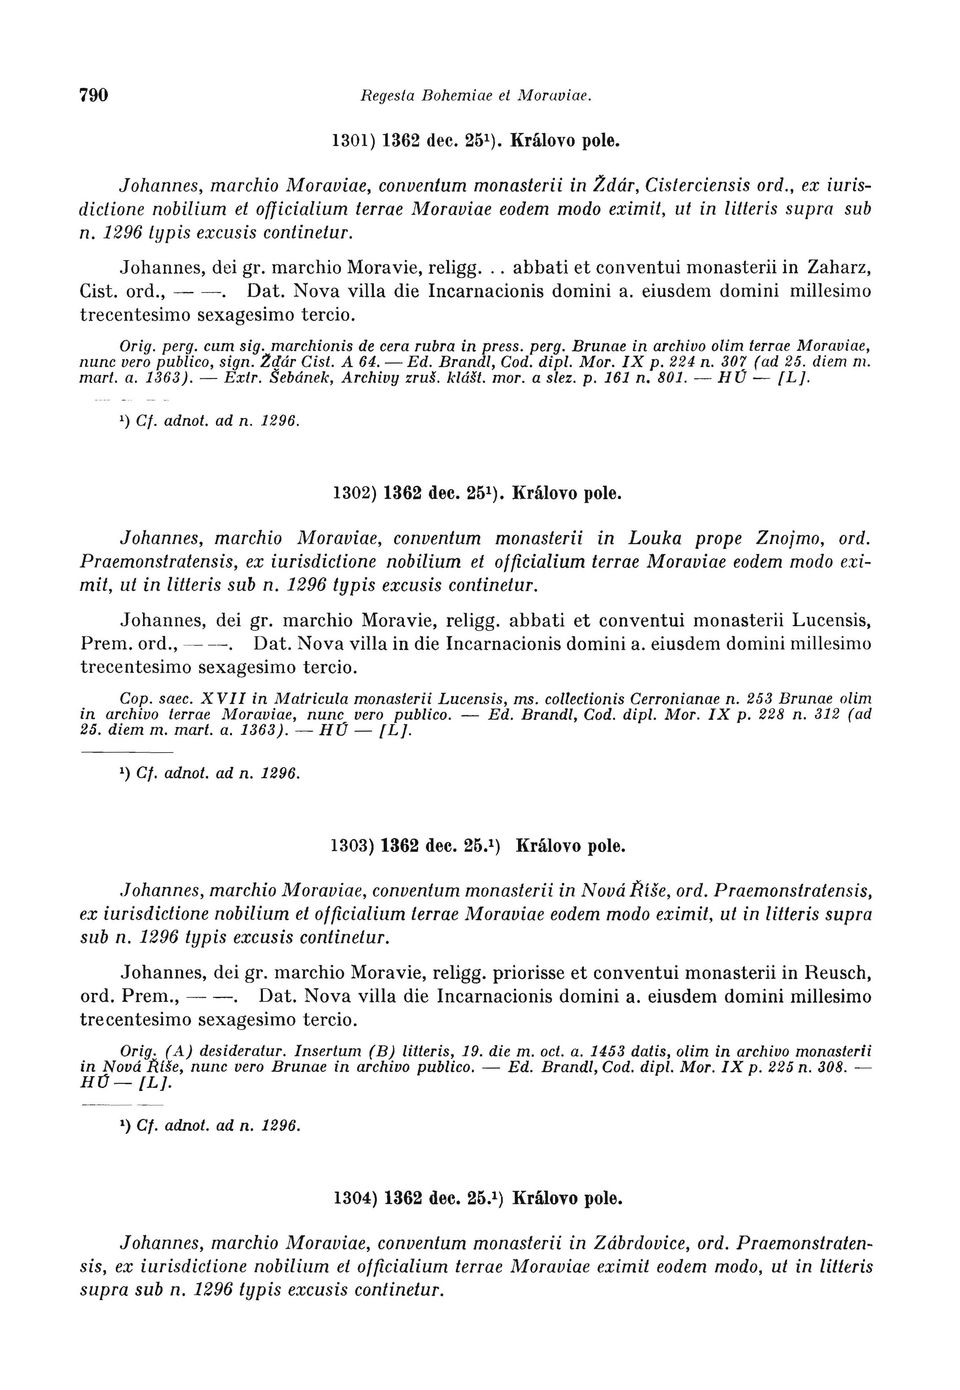 790 Regesta Bohemiae et Moraviae.
1301) 1362 dec. 25¹). Královo pole.
Johannes, marchio Moraviae, conventum monasterii in Ždár, Cisterciensis ord., ex iuris-
dictione nobilium et officialium terrae Moraviae eodem modo eximit, ut in litteris supra sub
n. 1296 typis excusis continetur.
Johannes, dei gr. marchio Moravie, religg. . . abbati et conventui monasterii in Zaharz,
Cist. ord., — —. Dat. Nova villa die Incarnacionis domini a. eiusdem domini millesimo
trecentesimo sexagesimo tercio.
Orig. perg. cum sig. marchionis de cera rubra in press. perg. Brunae in archivo olim terrae Moraviae,
nunc vero publico, sign. Ždár Cist. A 64. — Ed. Brandl, Cod. dipl. Mor. IX p. 224 n. 307 (ad 25. diem m.
mart. a. 1363). — Extr. Šebánek, Archivy zruš. klášt. mor. a slez. p. 161 n. 801. — HÚ — [L].
¹) Cf. adnot. ad n. 1296.
1302) 1362 dec. 25¹). Královo pole.
Johannes, marchio Moraviae, conventum monasterii in Louka prope Znojmo, ord.
Praemonstratensis, ex iurisdictione nobilium et officialium terrae Moraviae eodem modo exi-
mit, ut in litteris sub n. 1296 typis excusis continetur.
Johannes, dei gr. marchio Moravie, religg. abbati et conventui monasterii Lucensis,
Prem. ord., — —. Dat. Nova villa in die Incarnacionis domini a. eiusdem domini millesimo
trecentesimo sexagesimo tercio.
Cop. saec. XVII in Matricula monasterii Lucensis, ms. collectionis Cerronianae n. 253 Brunae olim
in archivo terrae Moraviae, nunc vero publico. — Ed. Brandl, Cod. dipl. Mor. IX p. 228 n. 312 (ad
25. diem m. mart. a. 1363). — HÚ — [L].
¹) Cf. adnot. ad n. 1296.
1303) 1362 dec. 25.¹) Královo pole.
Johannes, marchio Moraviae, conventum monasterii in Nová Říše, ord. Praemonstratensis,
ex iurisdictione nobilium et officialium terrae Moraviae eodem modo eximit, ut in litteris supra
sub n. 1296 typis excusis continetur.
Johannes, dei gr. marchio Moravie, religg. priorisse et conventui monasterii in Reusch,
ord. Prem., — —. Dat. Nova villa die Incarnacionis domini a. eiusdem domini millesimo
trecentesimo sexagesimo tercio.
Orig. (A) desideratur. Insertum (B) litteris, 19. die m. oct. a. 1453 datis, olim in archivo monasterii
in Nová Říše, nunc vero Brunae in archivo publico. — Ed. Brandl, Cod. dipl. Mor. IX p. 225 n. 308. —
HÚ — [L].
¹) Cf. adnot. ad n. 1296.
1304) 1362 dec. 25.¹) Královo pole.
Johannes, marchio Moraviae, conventum monasterii in Zábrdovice, ord. Praemonstraten-
sis, ex iurisdictione nobilium et officialium terrae Moraviae eximit eodem modo, ut in litteris
supra sub n. 1296 typis excusis continetur.